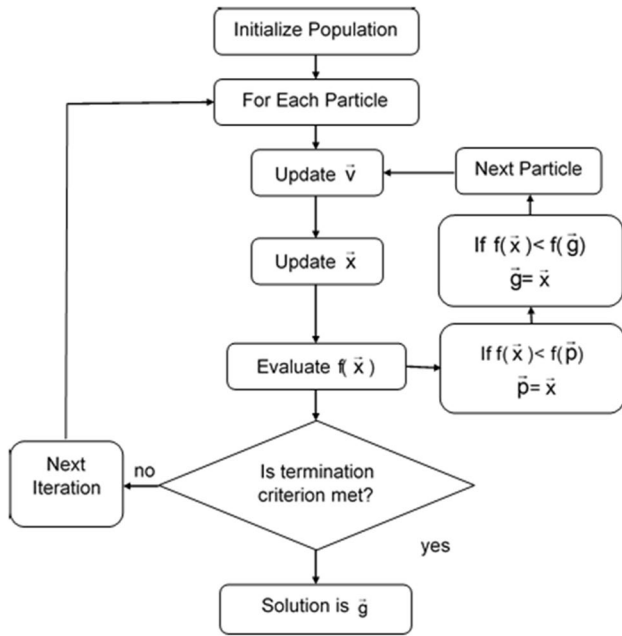 Initialize Population
For Each Particle
Update v⃗
Next Particle
If f(x⃗)< f(g⃗)
g⃗= x⃗
Update x⃗
If f(x⃗)< f(p⃗)
p⃗= x⃗
Evaluate f(x⃗)
Is termination
criterion met?
no
Next
Iteration
yes
Solution is g⃗